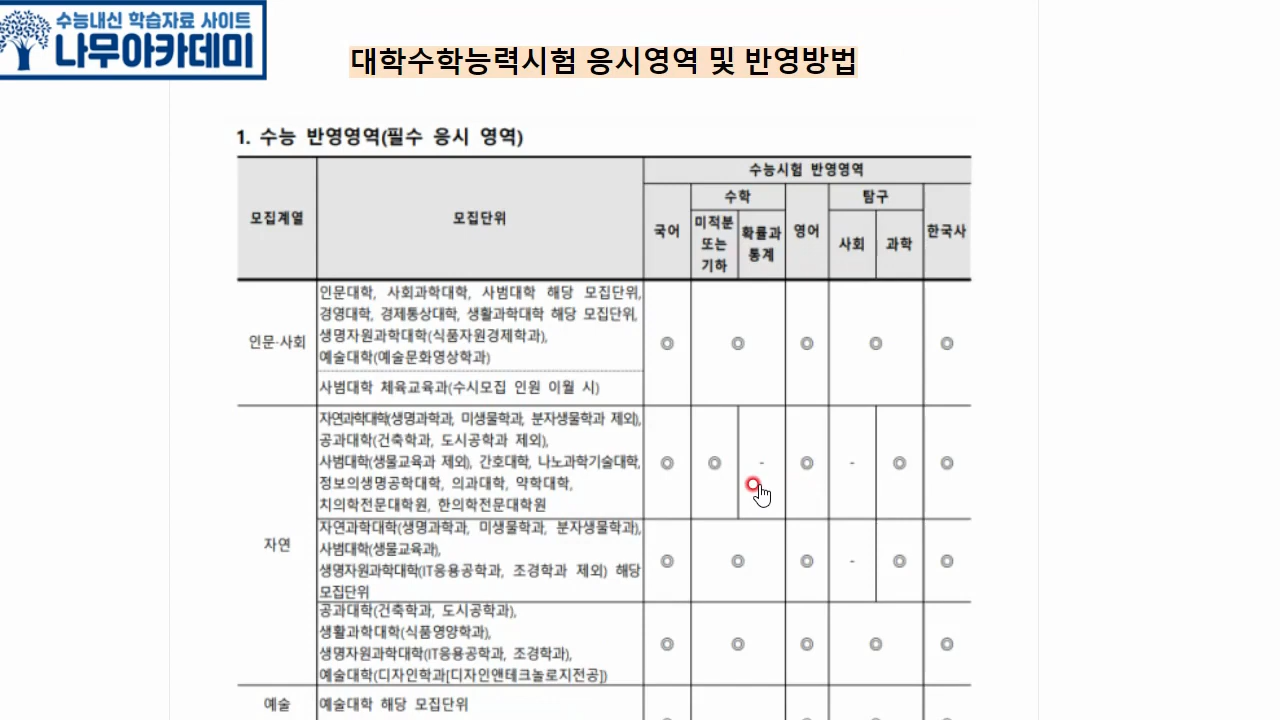 수능내신 학습자료 사이트
나무아카데미
대학수학능력시험 응시영역 및 반영방법
1. 수능 반영영역(필수 응시 영역)
모집계열
모집단위
수능시험 반영영역
국어
수학
미적분
또는
기하
확률과
통계
영어
탐구
사회
과학
한국사
인문·사회
인문대학, 사회과학대학, 사범대학 해당 모집단위,
경영대학, 경제통상대학, 생활과학대학 해당 모집단위,
생명자원과학대학(식품자원경제학과),
예술대학(예술문화영상학과)
◎ ◎ ◎ ◎ ◎
사범대학 체육교육과(수시모집 인원 이월 시)
자연
자연과학대학(생명과학과, 미생물학과, 분자생물학과 제외),
공과대학(건축학과, 도시공학과 제외),
사범대학(생물교육과 제외), 간호대학, 나노과학기술대학,
정보의생명공학대학, 의과대학, 약학대학,
치의학전문대학원, 한의학전문대학원
◎ ◎ - ◎ - ◎ ◎
자연과학대학(생명과학과, 미생물학과, 분자생물학과),
사범대학(생물교육과),
생명자원과학대학(IT응용공학과, 조경학과 제외) 해당
모집단위
◎ ◎ ◎ - ◎ ◎
공과대학(건축학과, 도시공학과),
생활과학대학(식품영양학과),
생명자원과학대학(IT응용공학과, 조경학과),
예술대학(디자인학과[디자인앤테크놀로지전공])
◎ ◎ ◎ ◎ ◎
예술
예술대학 해당 모집단위